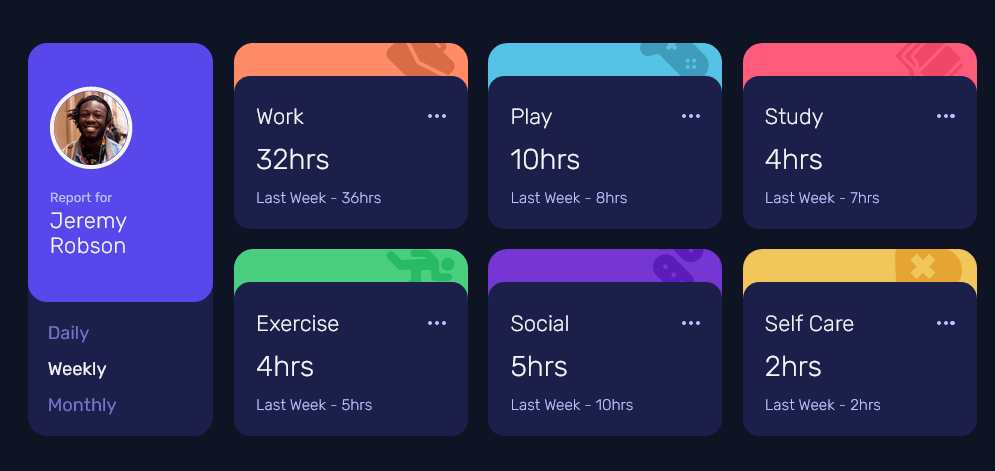 Report for
Jeremy
Robson
Daily
Weekly
Monthly
Work
32hrs
Last Week - 36hrs
Play
10hrs
Last Week - 8hrs
Study
4hrs
Last Week - 7hrs
Exercise
4hrs
Last Week - 5hrs
Social
5hrs
Last Week - 10hrs
Self Care
2hrs
Last Week - 2hrs